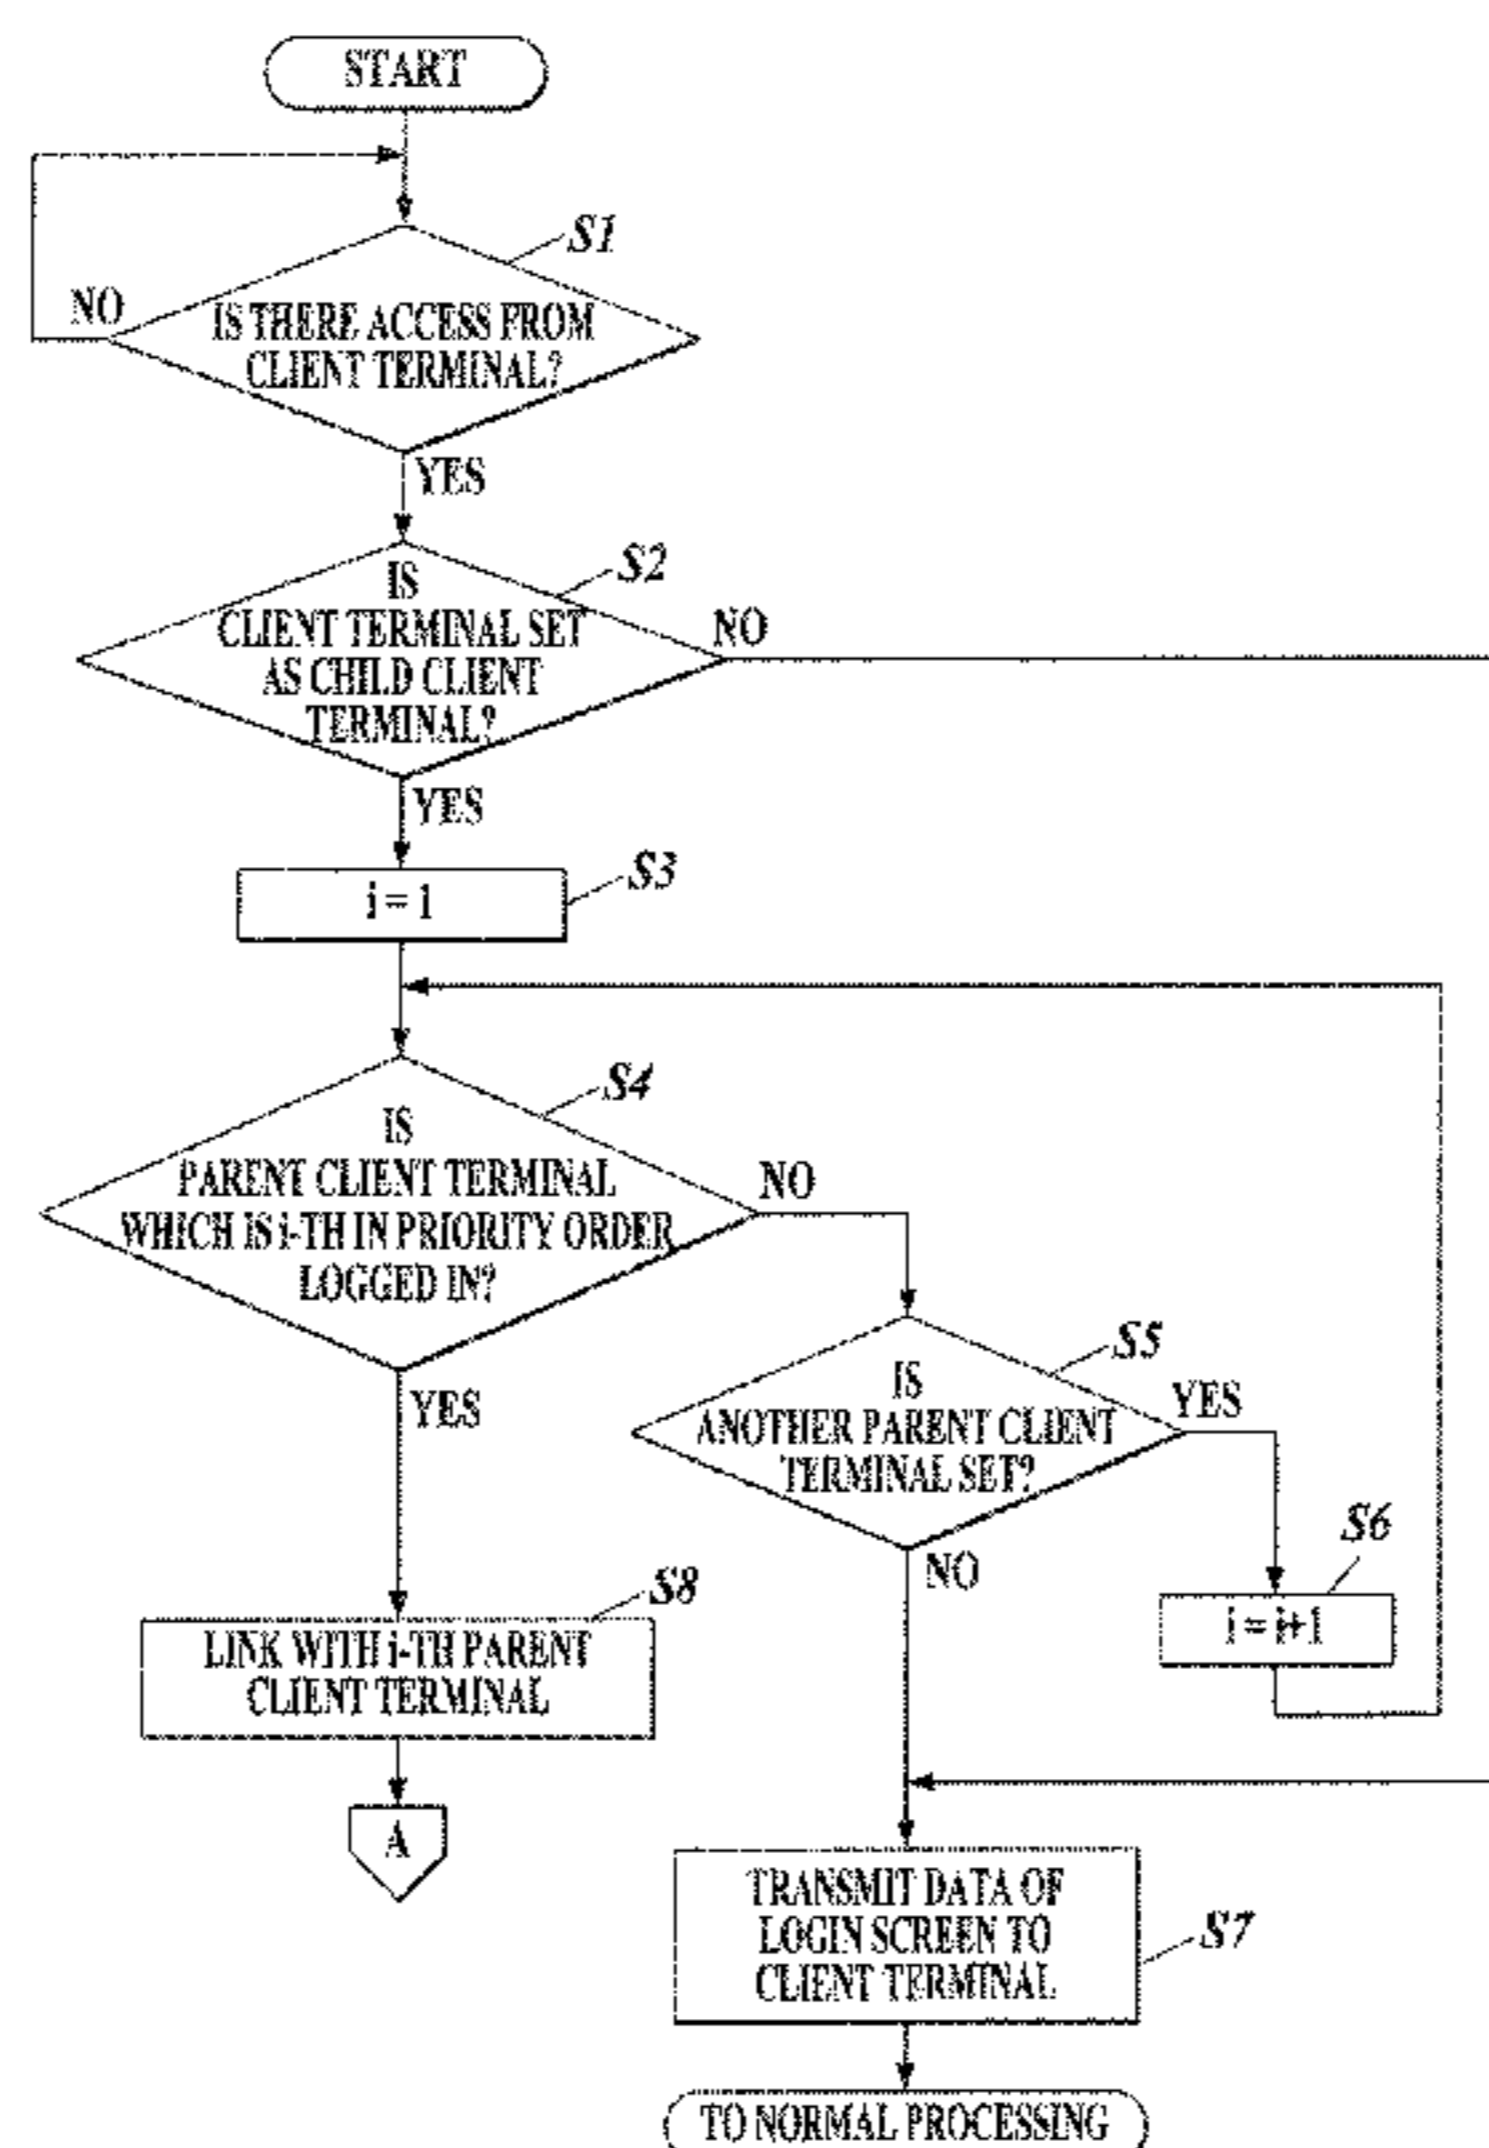 START
S1
NO
IS THERE ACCESS FROM
CLIENT TERMINAL?
YES
S2
IS
CLIENT TERMINAL SET
AS CHILD CLIENT
TERMINAL?
NO
YES
S3
i = 1
S4
IS
PARENT CLIENT TERMINAL
WHICH IS i-TH IN PRIORITY ORDER
LOGGED IN?
NO
YES
S5
IS
ANOTHER PARENT CLIENT
TERMINAL SET?
YES
NO
S6
i = i+1
S8
LINK WITH i-TH PARENT
CLIENT TERMINAL
A
TRANSMIT DATA OF
LOGIN SCREEN TO
CLIENT TERMINAL
S7
TO NORMAL PROCESSING